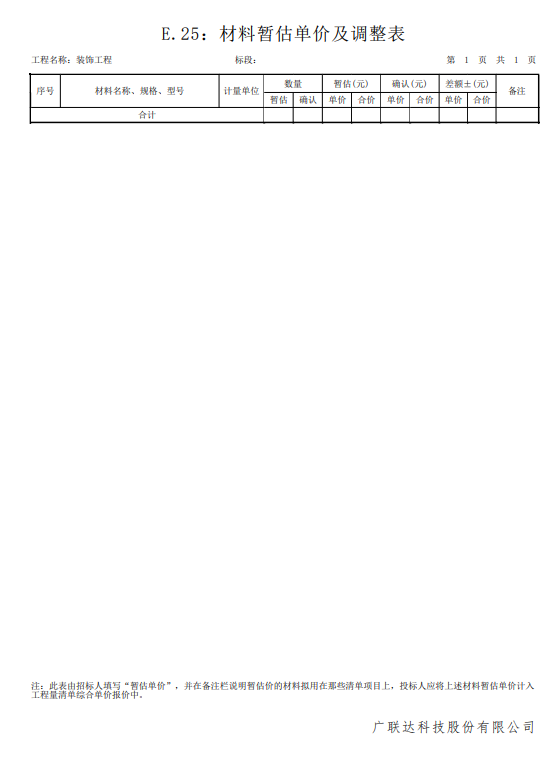 E.25：材料暂估单价及调整表
工程名称：装饰工程 标段： 第 1 页 共 1 页
序号 材料名称、规格、型号 计量单位 数量 暂估(元) 确认(元) 差额±(元) 备注
暂估 确认 单价 合价 单价 合价 单价 合价
合计
注：此表由招标人填写“暂估单价”，并在备注栏说明暂估价的材料拟用在那些清单项目上，投标人应将上述材料暂估单价计入
工程量清单综合单价报价中。
广联达科技股份有限公司